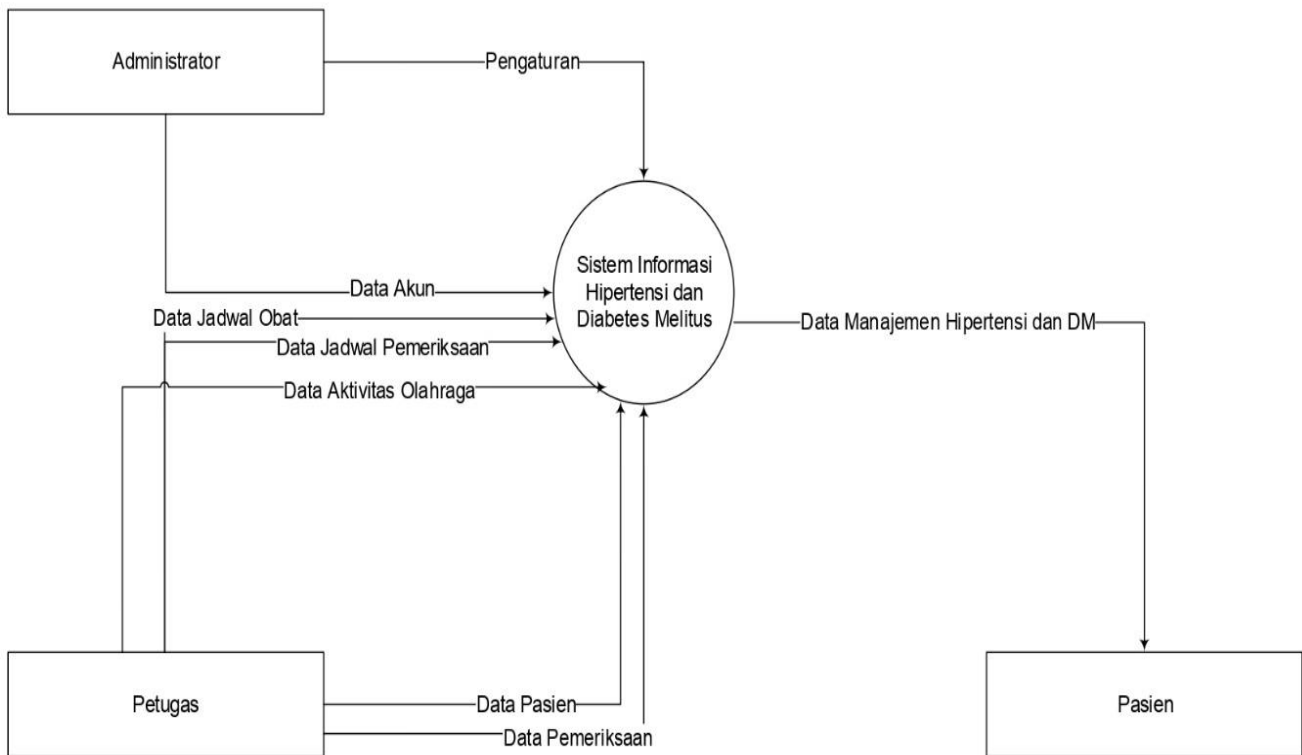 Administrator
Pengaturan
Sistem Informasi
Hipertensi dan
Diabetes Melitus
Data Akun
Data Jadwal Obat
Data Manajemen Hipertensi dan DM
Data Jadwal Pemeriksaan
Data Aktivitas Olahraga
Petugas
Data Pasien
Data Pemeriksaan
Pasien